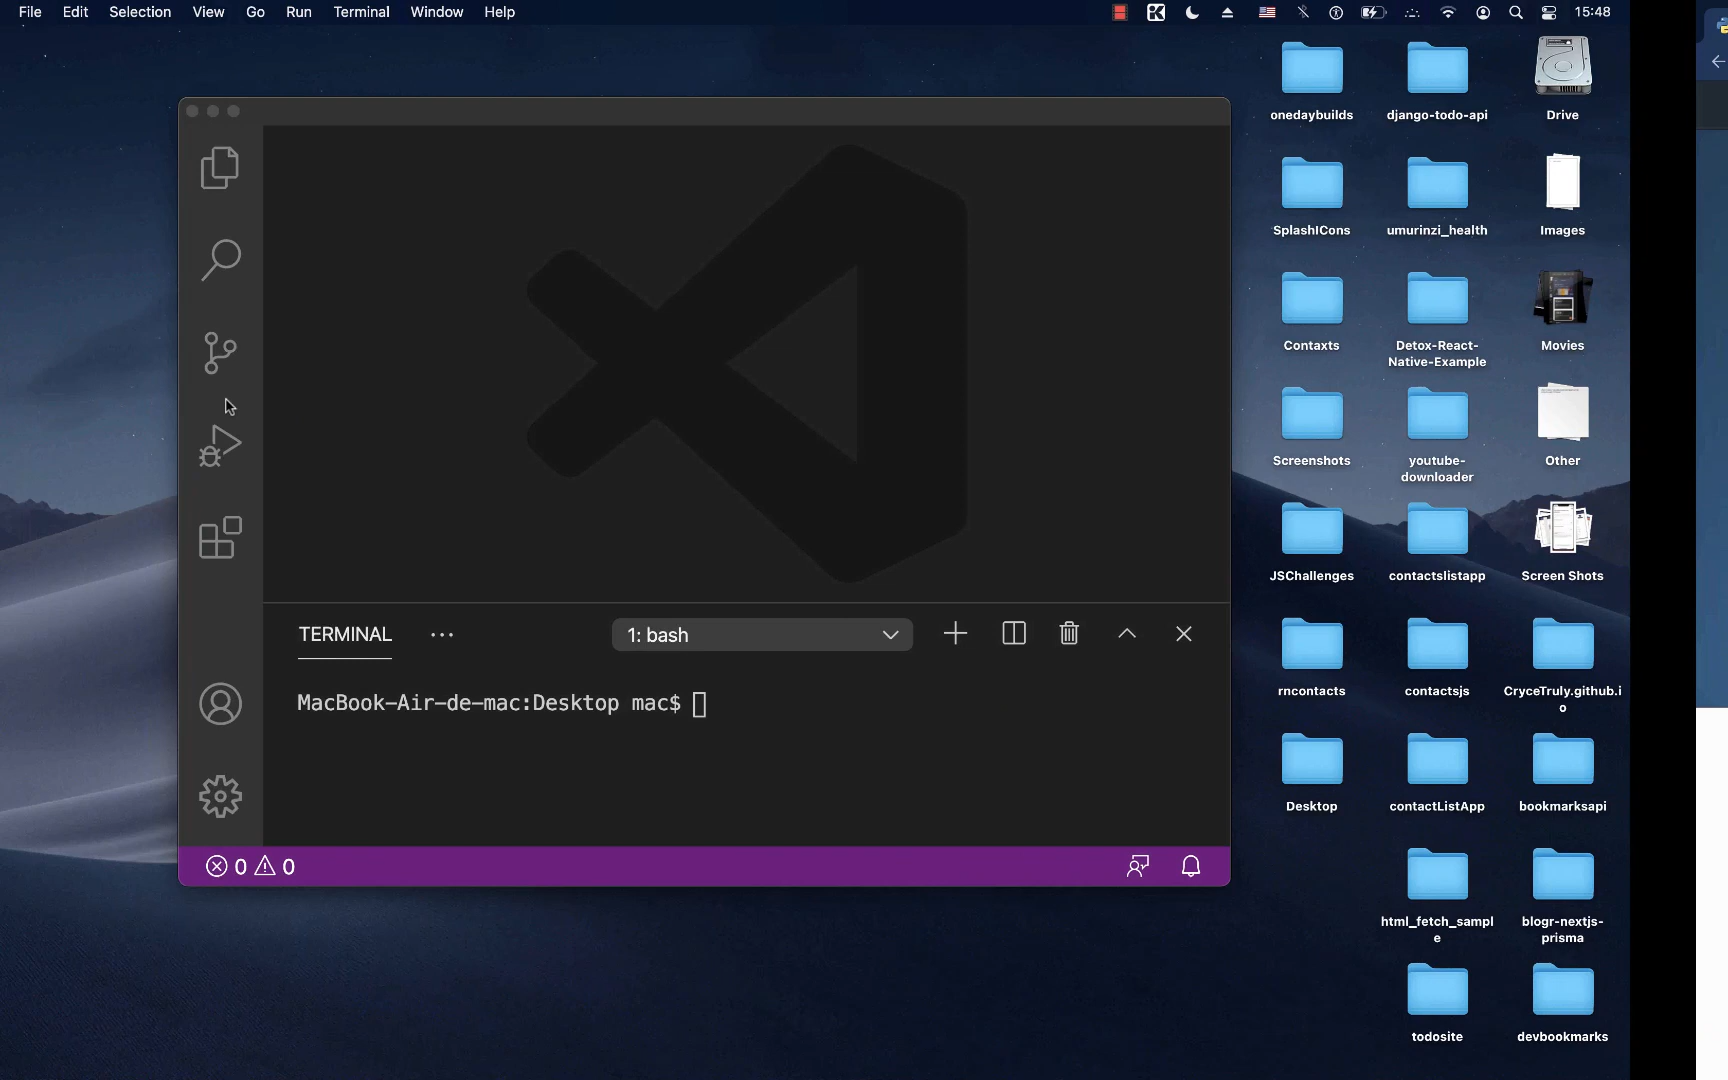 File Edit Selection View Go Run Terminal Window Help 15:48
onedaybuilds django-todo-api Drive
SplashICons umurinzi_health Images
Contaxts Detox-React- Movies
Native-Example
Screenshots youtube- Other
downloader
JSChallenges contactslistapp Screen Shots
TERMINAL ··· 1: bash
rncontacts contactsjs CryceTruly.github.i
o
MacBook-Air-de-mac:Desktop mac$
Desktop contactListApp bookmarksapi
0 0
html_fetch_sampl blogr-nextjs-
e prisma
todosite devbookmarks